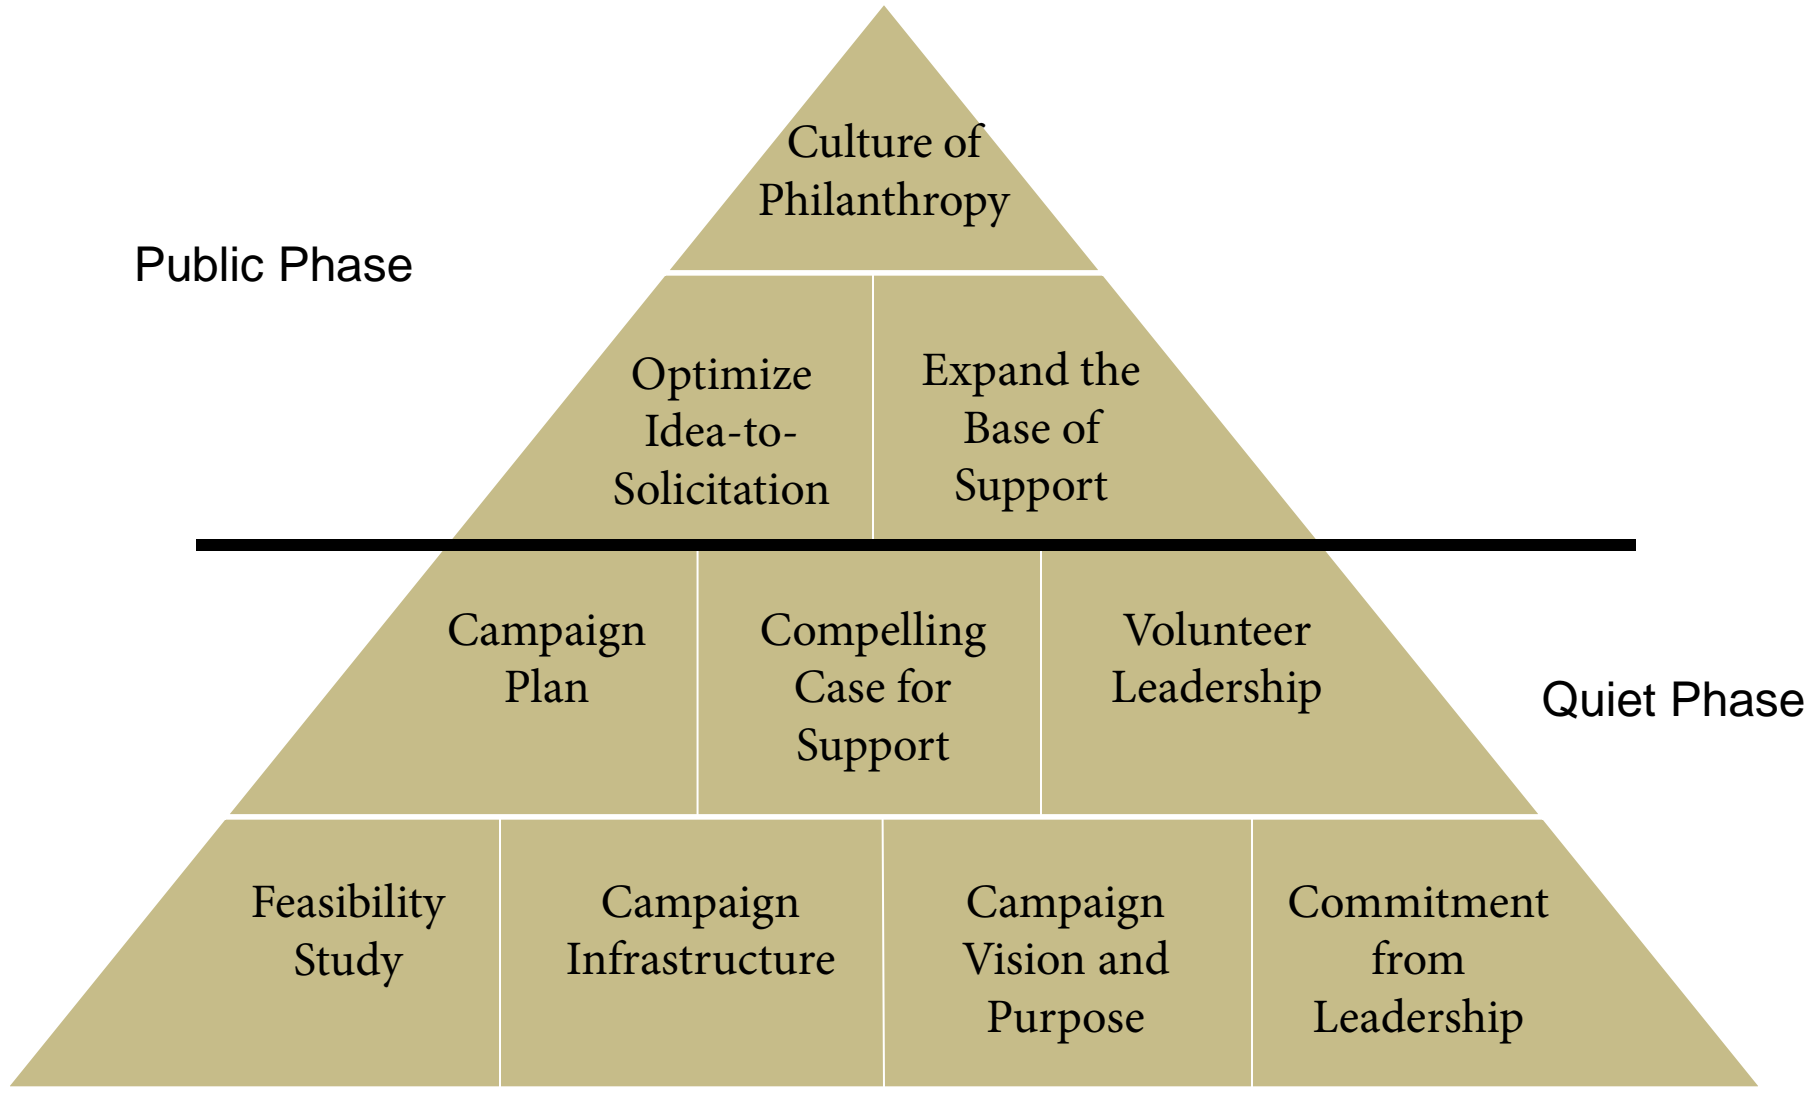 Culture of
Philanthropy
Public Phase
Optimize
Idea-to-
Solicitation
Expand the
Base of
Support
Campaign
Plan
Compelling
Case for
Support
Volunteer
Leadership
Quiet Phase
Feasibility
Study
Campaign
Infrastructure
Campaign
Vision and
Purpose
Commitment
from
Leadership